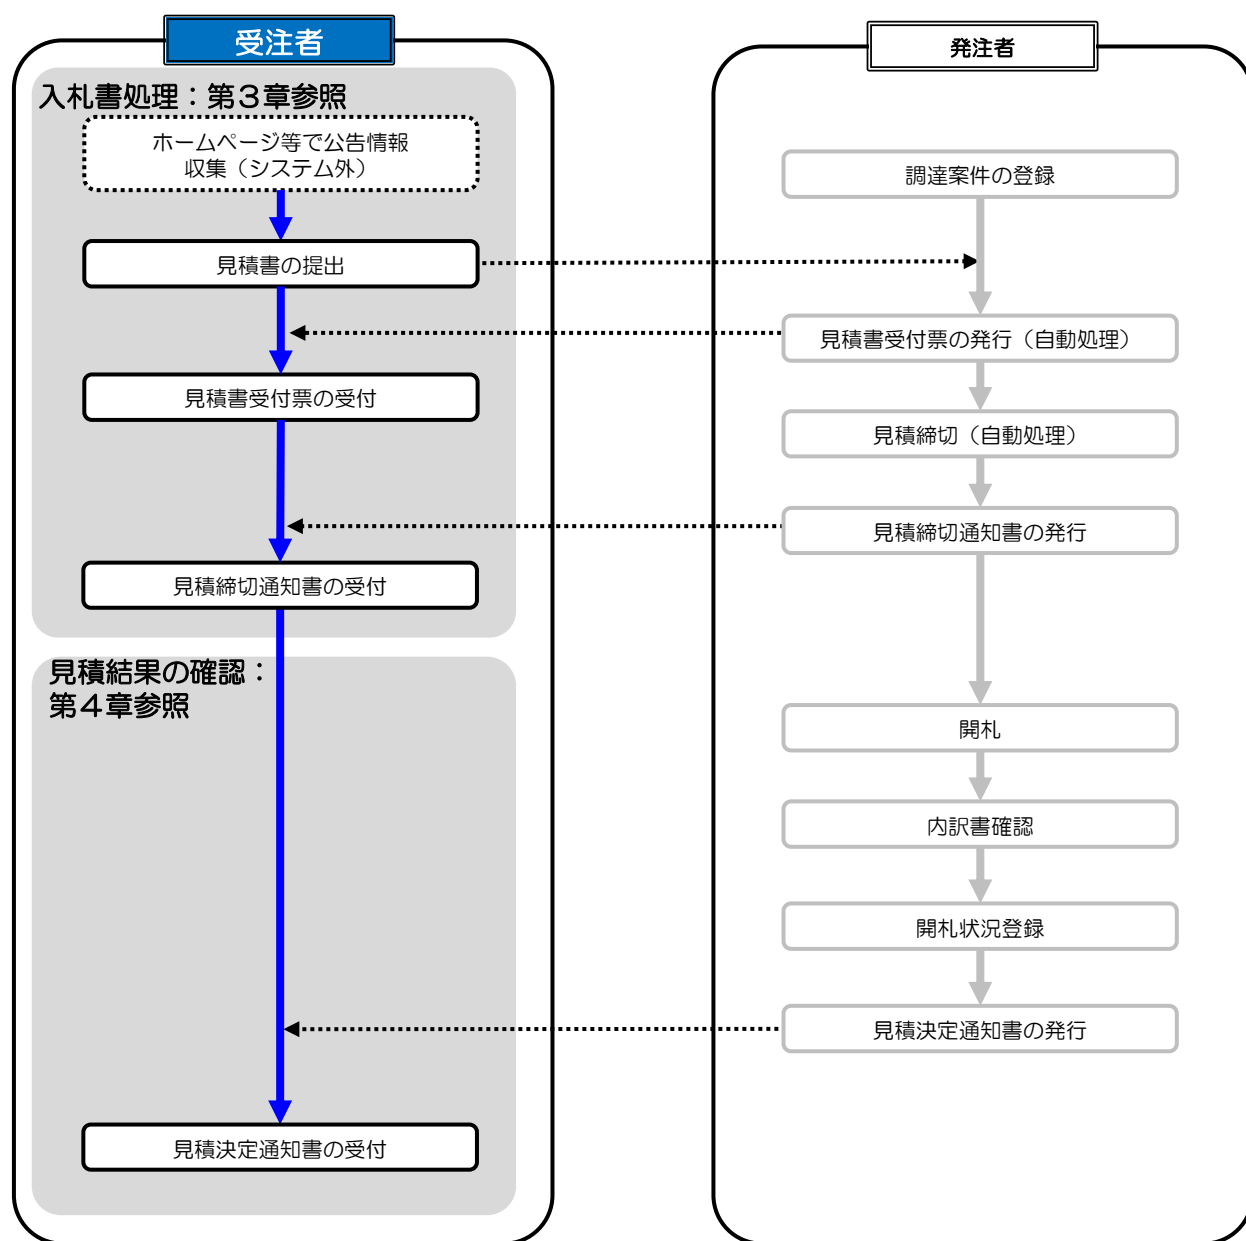 受注者
入札書処理：第３章参照
ホームページ等で公告情報
収集（システム外）
見積書の提出
見積書受付票の受付
見積締切通知書の受付
見積結果の確認：
第４章参照
見積決定通知書の受付
発注者
調達案件の登録
見積書受付票の発行（自動処理）
見積締切（自動処理）
見積締切通知書の発行
開札
内訳書確認
開札状況登録
見積決定通知書の発行